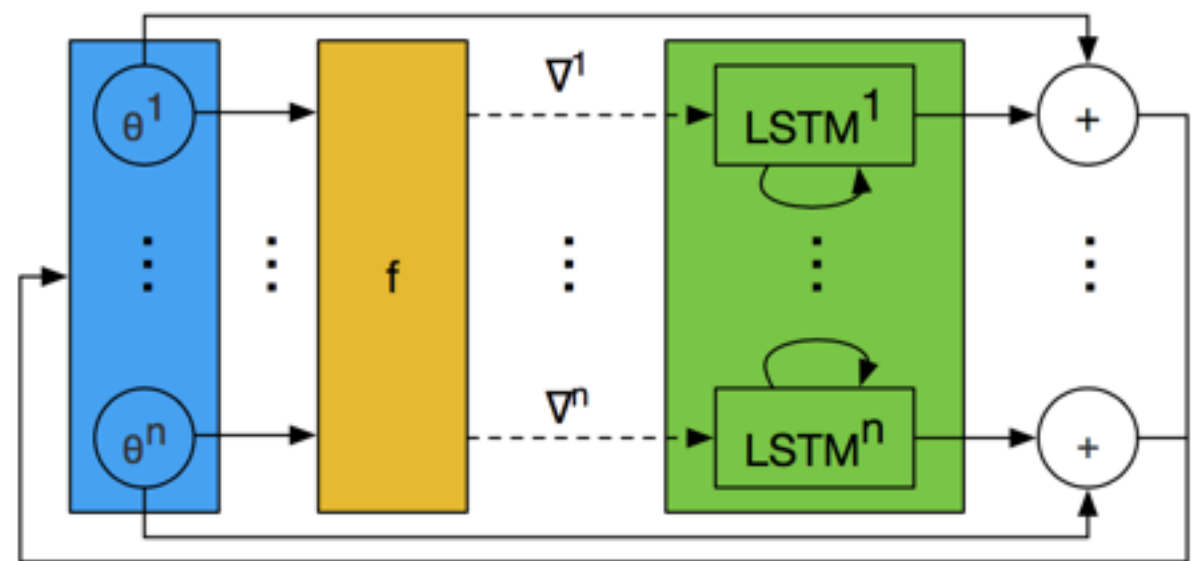 ∇¹
θ¹ LSTM¹ +
f
∇ⁿ
θⁿ LSTMⁿ +